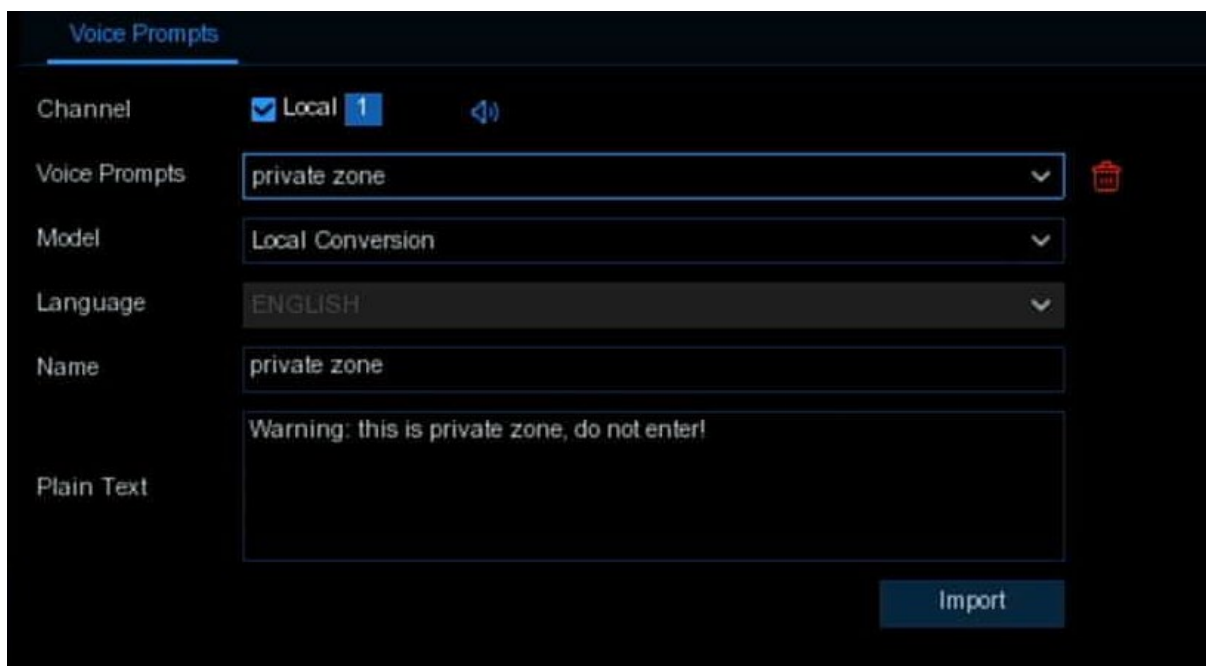 Voice Prompts
Channel Local 1
Voice Prompts private zone
Model Local Conversion
Language ENGLISH
Name private zone
Warning: this is private zone, do not enter!
Plain Text
Import